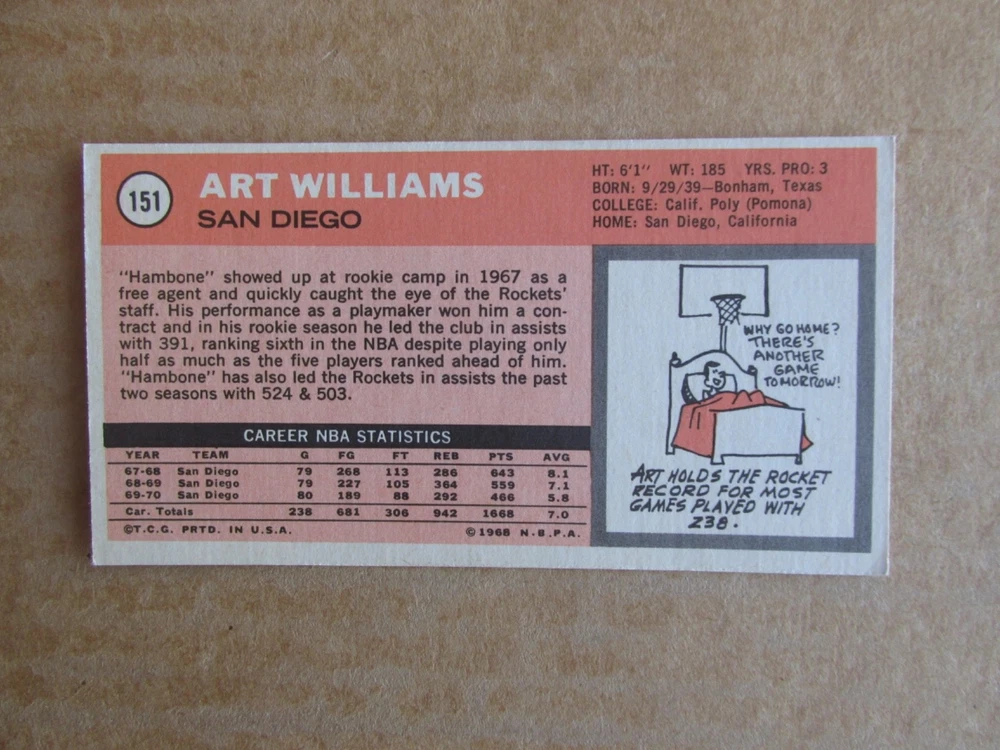 151
ART WILLIAMS
SAN DIEGO
HT: 6'1" WT: 185 YRS. PRO: 3
BORN: 9/29/39—Bonham, Texas
COLLEGE: Calif. Poly (Pomona)
HOME: San Diego, California
"Hambone" showed up at rookie camp in 1967 as a
free agent and quickly caught the eye of the Rockets'
staff. His performance as a playmaker won him a con-
tract and in his rookie season he led the club in assists
with 391, ranking sixth in the NBA despite playing only
half as much as the five players ranked ahead of him.
"Hambone" has also led the Rockets in assists the past
two seasons with 524 & 503.
CAREER NBA STATISTICS
YEAR TEAM G FG FT REB PTS AVG
67-68 San Diego 79 268 113 286 643 8.1
68-69 San Diego 79 227 105 364 559 7.1
69-70 San Diego 80 189 88 292 466 5.8
Car. Totals 238 681 306 942 1668 7.0
©T.C.G. PRTD. IN U.S.A. ©1968 N.B.P.A.
WHY GO HOME?
THERE'S
ANOTHER
GAME
TOMORROW!
ART HOLDS THE ROCKET
RECORD FOR MOST
GAMES PLAYED WITH
238.